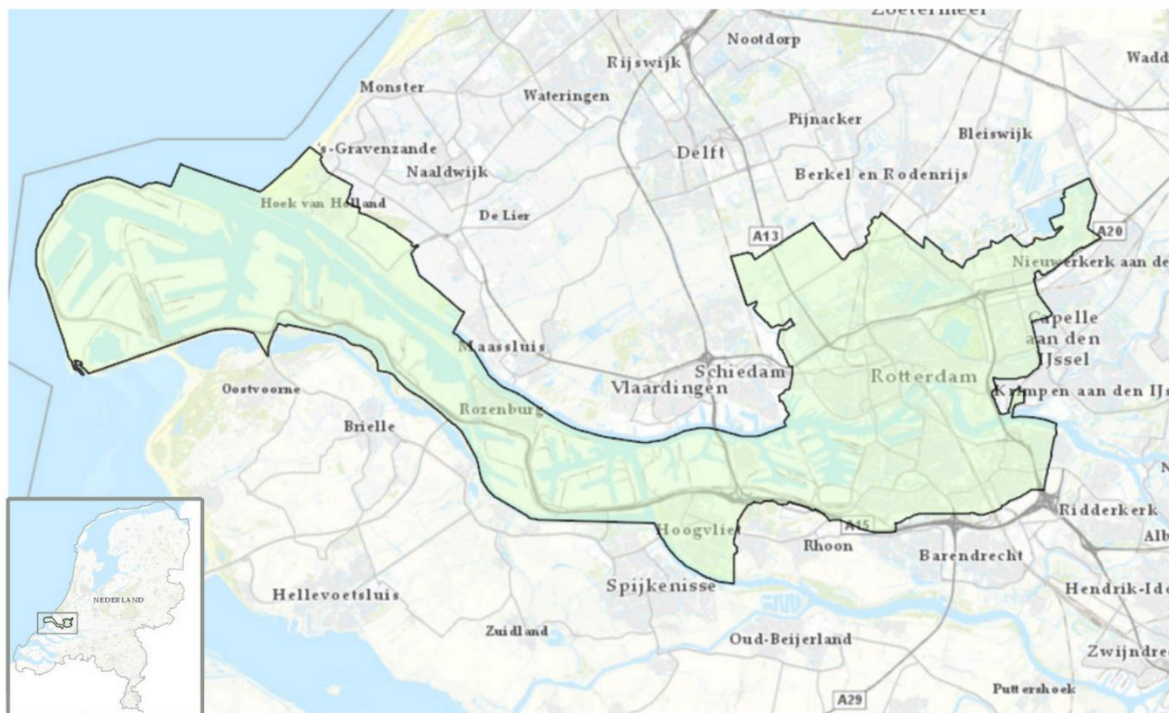 Zoetermeer
Nootdorp
Rijswijk
Wadd
Monster
Wateringen
Pijnacker
Bleiswijk
's-Gravenzande
Delft
Naaldwijk
Berkel en Rodenrijs
Hoek van Holland
De Lier
A13
A20
Nieuwerkerk aan de
Capelle
aan den
IJssel
Maassluis
Schiedam
Vlaardingen
Rotterdam
Oostvoorne
Krimpen aan den IJs
Rozenburg
Brielle
Ridderkerk
Hoogvliet
A15
Rhoon
Alb
Barendrecht
Spijkenisse
Hendrik-Id
Hellevoetsluis
NEDERLAND
Zuidland
Oud-Beijerland
Zwijndre
Puttershoek
A29